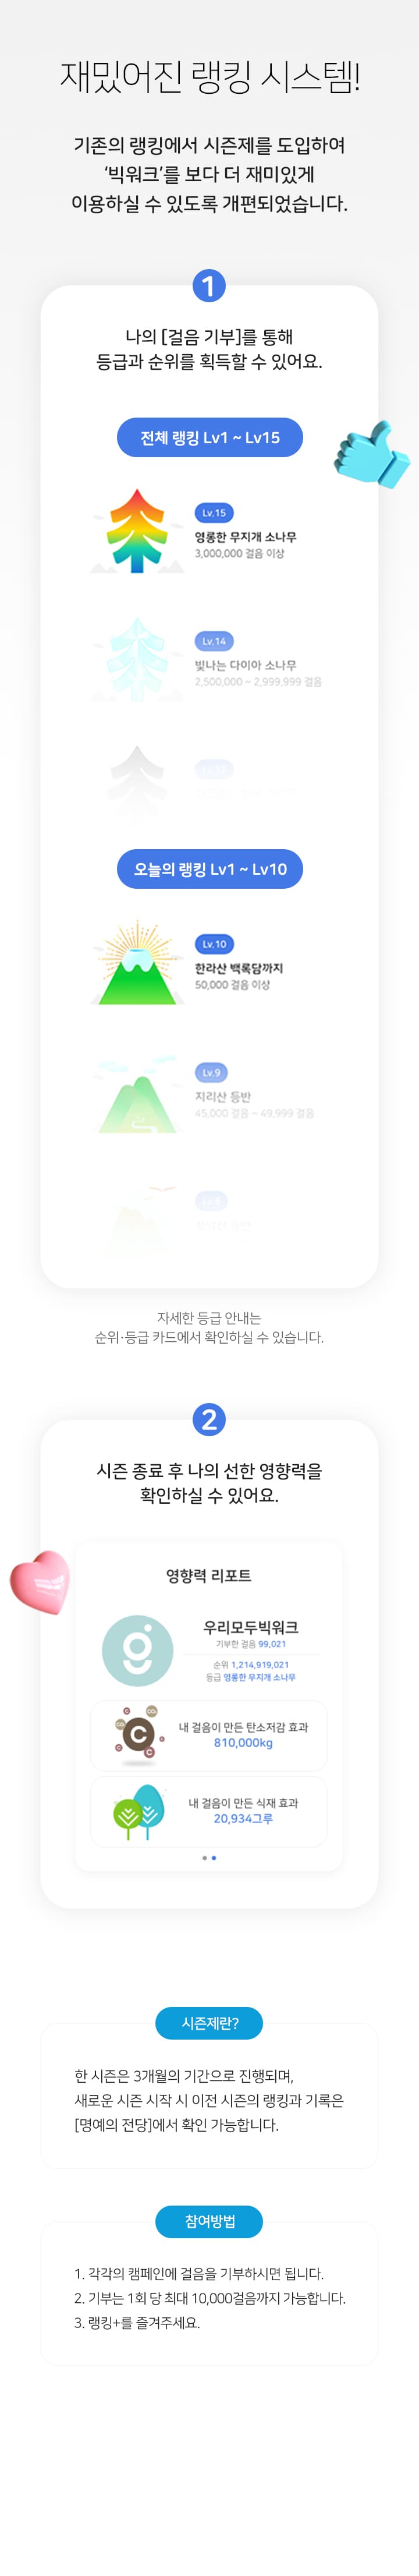 재밌어진 랭킹 시스템!
기존의 랭킹에서 시즌제를 도입하여
‘빅워크’를 보다 더 재미있게
이용하실 수 있도록 개편되었습니다.
1
나의 [걸음 기부]를 통해
등급과 순위를 획득할 수 있어요.
전체 랭킹 Lv1 ~ Lv15
Lv.15
영롱한 무지개 소나무
3,000,000 걸음 이상
Lv.14
빛나는 다이아 소나무
2,500,000 ~ 2,999,999 걸음
오늘의 랭킹 Lv1 ~ Lv10
Lv.10
한라산 백록담까지
50,000 걸음 이상
Lv.9
지리산 등반
45,000 걸음 ~ 49,999 걸음
자세한 등급 안내는
순위·등급 카드에서 확인하실 수 있습니다.
2
시즌 종료 후 나의 선한 영향력을
확인하실 수 있어요.
영향력 리포트
우리모두빅워크
기부한 걸음 99,021
순위 1,214,919,021
등급 영롱한 무지개 소나무
내 걸음이 만든 탄소저감 효과
810,000kg
내 걸음이 만든 식재 효과
20,934그루
시즌제란?
한 시즌은 3개월의 기간으로 진행되며,
새로운 시즌 시작 시 이전 시즌의 랭킹과 기록은
[명예의 전당]에서 확인 가능합니다.
참여방법
1. 각각의 캠페인에 걸음을 기부하시면 됩니다.
2. 기부는 1회 당 최대 10,000걸음까지 가능합니다.
3. 랭킹+를 즐겨주세요.